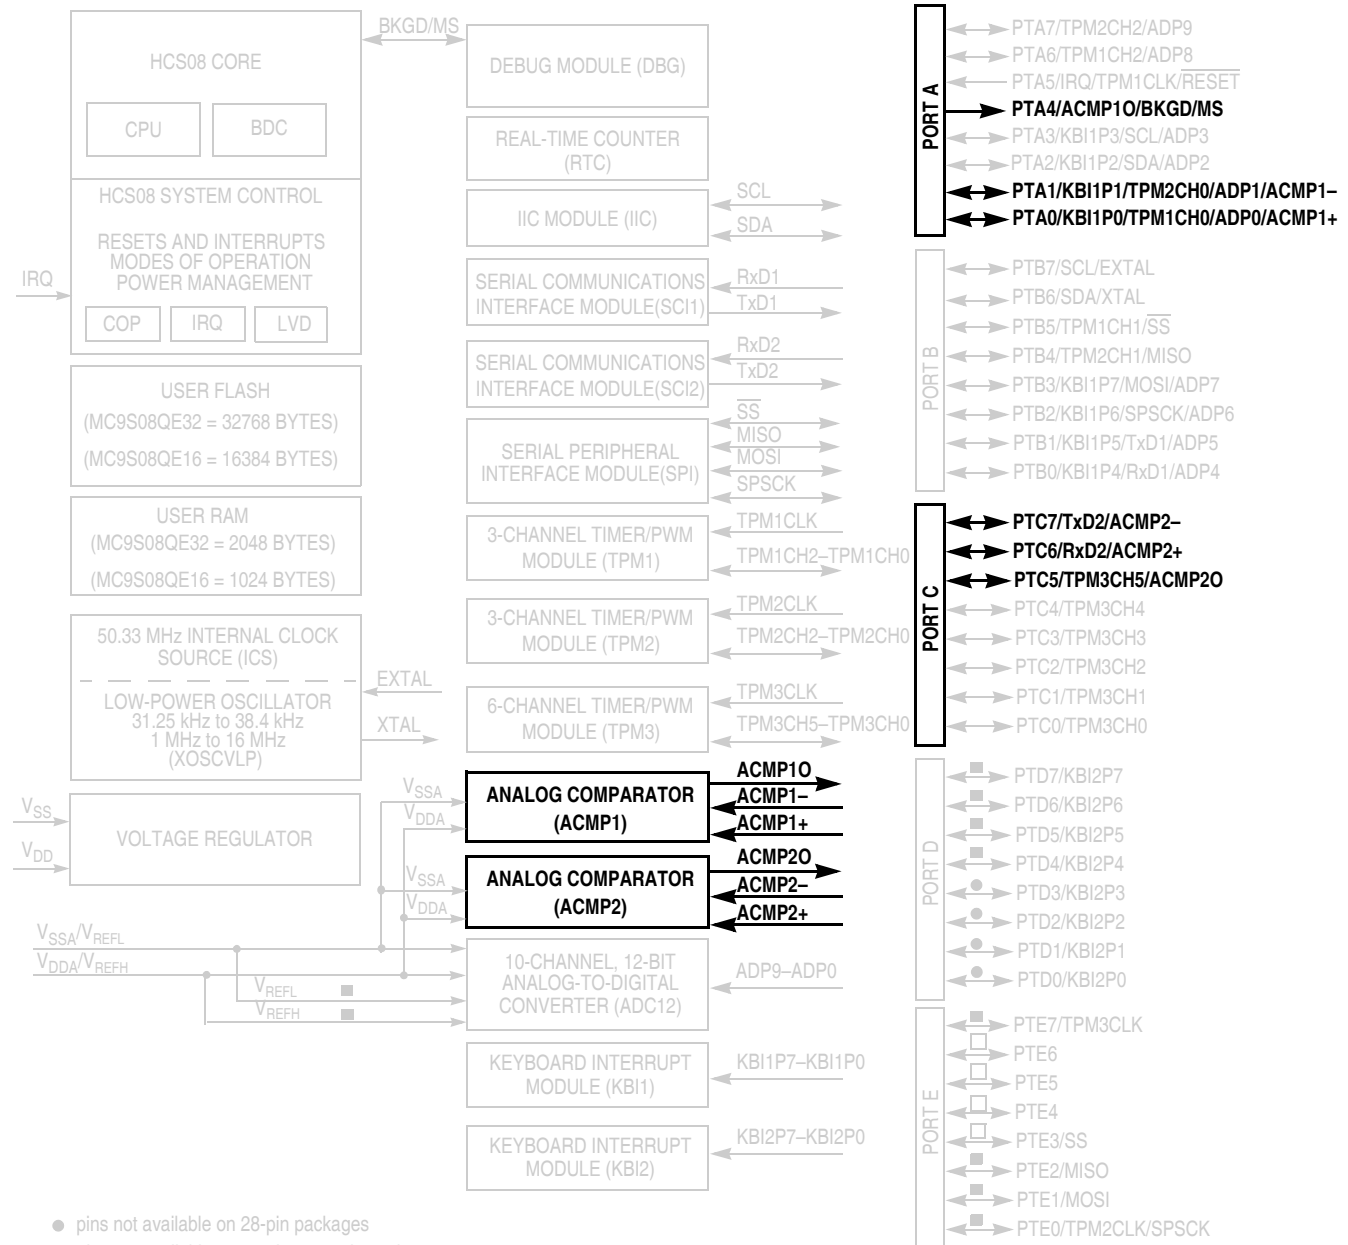 BKGD/MS
HCS08 CORE
CPU
BDC
HCS08 SYSTEM CONTROL
RESETS AND INTERRUPTS
MODES OF OPERATION
POWER MANAGEMENT
IRQ
COP
IRQ
LVD
USER FLASH
(MC9S08QE32 = 32768 BYTES)
(MC9S08QE16 = 16384 BYTES)
USER RAM
(MC9S08QE32 = 2048 BYTES)
(MC9S08QE16 = 1024 BYTES)
50.33 MHz INTERNAL CLOCK
SOURCE (ICS)
LOW-POWER OSCILLATOR
31.25 kHz to 38.4 kHz
1 MHz to 16 MHz
(XOSCVLP)
EXTAL
XTAL
VSS
VDD
VOLTAGE REGULATOR
VSSA
VDDA
VSSA
VDDA
VSSA/VREFL
VDDA/VREFH
VREFL
VREFH
DEBUG MODULE (DBG)
REAL-TIME COUNTER
(RTC)
IIC MODULE (IIC)
SCL
SDA
SERIAL COMMUNICATIONS
INTERFACE MODULE(SCI1)
RxD1
TxD1
SERIAL COMMUNICATIONS
INTERFACE MODULE(SCI2)
RxD2
TxD2
SERIAL PERIPHERAL
INTERFACE MODULE(SPI)
SS
MISO
MOSI
SPSCK
3-CHANNEL TIMER/PWM
MODULE (TPM1)
TPM1CLK
TPM1CH2–TPM1CH0
3-CHANNEL TIMER/PWM
MODULE (TPM2)
TPM2CLK
TPM2CH2–TPM2CH0
6-CHANNEL TIMER/PWM
MODULE (TPM3)
TPM3CLK
TPM3CH5–TPM3CH0
ANALOG COMPARATOR
(ACMP1)
ACMP1O
ACMP1–
ACMP1+
ANALOG COMPARATOR
(ACMP2)
ACMP2O
ACMP2–
ACMP2+
10-CHANNEL, 12-BIT
ANALOG-TO-DIGITAL
CONVERTER (ADC12)
ADP9–ADP0
KEYBOARD INTERRUPT
MODULE (KBI1)
KBI1P7–KBI1P0
KEYBOARD INTERRUPT
MODULE (KBI2)
KBI2P7–KBI2P0
PORT A
PTA7/TPM2CH2/ADP9
PTA6/TPM1CH2/ADP8
PTA5/IRQ/TPM1CLK/RESET
PTA4/ACMP1O/BKGD/MS
PTA3/KBI1P3/SCL/ADP3
PTA2/KBI1P2/SDA/ADP2
PTA1/KBI1P1/TPM2CH0/ADP1/ACMP1–
PTA0/KBI1P0/TPM1CH0/ADP0/ACMP1+
PORT B
PTB7/SCL/EXTAL
PTB6/SDA/XTAL
PTB5/TPM1CH1/SS
PTB4/TPM2CH1/MISO
PTB3/KBI1P7/MOSI/ADP7
PTB2/KBI1P6/SPSCK/ADP6
PTB1/KBI1P5/TxD1/ADP5
PTB0/KBI1P4/RxD1/ADP4
PORT C
PTC7/TxD2/ACMP2–
PTC6/RxD2/ACMP2+
PTC5/TPM3CH5/ACMP2O
PTC4/TPM3CH4
PTC3/TPM3CH3
PTC2/TPM3CH2
PTC1/TPM3CH1
PTC0/TPM3CH0
PORT D
PTD7/KBI2P7
PTD6/KBI2P6
PTD5/KBI2P5
PTD4/KBI2P4
PTD3/KBI2P3
PTD2/KBI2P2
PTD1/KBI2P1
PTD0/KBI2P0
PORT E
PTE7/TPM3CLK
PTE6
PTE5
PTE4
PTE3/SS
PTE2/MISO
PTE1/MOSI
PTE0/TPM2CLK/SPSCK
pins not available on 28-pin packages